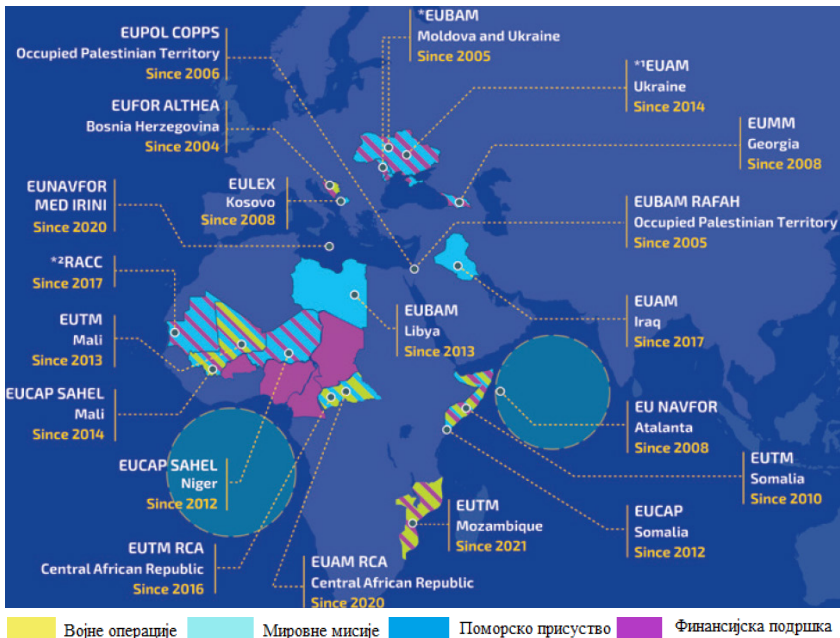 EUPOL COPPS
Occupied Palestinian Territory
Since 2006
*EUBAM
Moldova and Ukraine
Since 2005
*¹EUAM
Ukraine
Since 2014
EUFOR ALTHEA
Bosnia Herzegovina
Since 2004
EUMM
Georgia
Since 2008
EUNAVFOR
MED IRINI
Since 2020
EULEX
Kosovo
Since 2008
EUBAM RAFAH
Occupied Palestinian Territory
Since 2005
*²RACC
Since 2017
EUTM
Mali
Since 2013
EUBAM
Libya
Since 2013
EUAM
Iraq
Since 2017
EUCAP SAHEL
Mali
Since 2014
EU NAVFOR
Atalanta
Since 2008
EUCAP SAHEL
Niger
Since 2012
EUTM
Somalia
Since 2010
EUTM
Mozambique
Since 2021
EUCAP
Somalia
Since 2012
EUTM RCA
Central African Republic
Since 2016
EUAM RCA
Central African Republic
Since 2020
Војне операције
Мировне мисије
Поморско присуство
Финансијска подршка